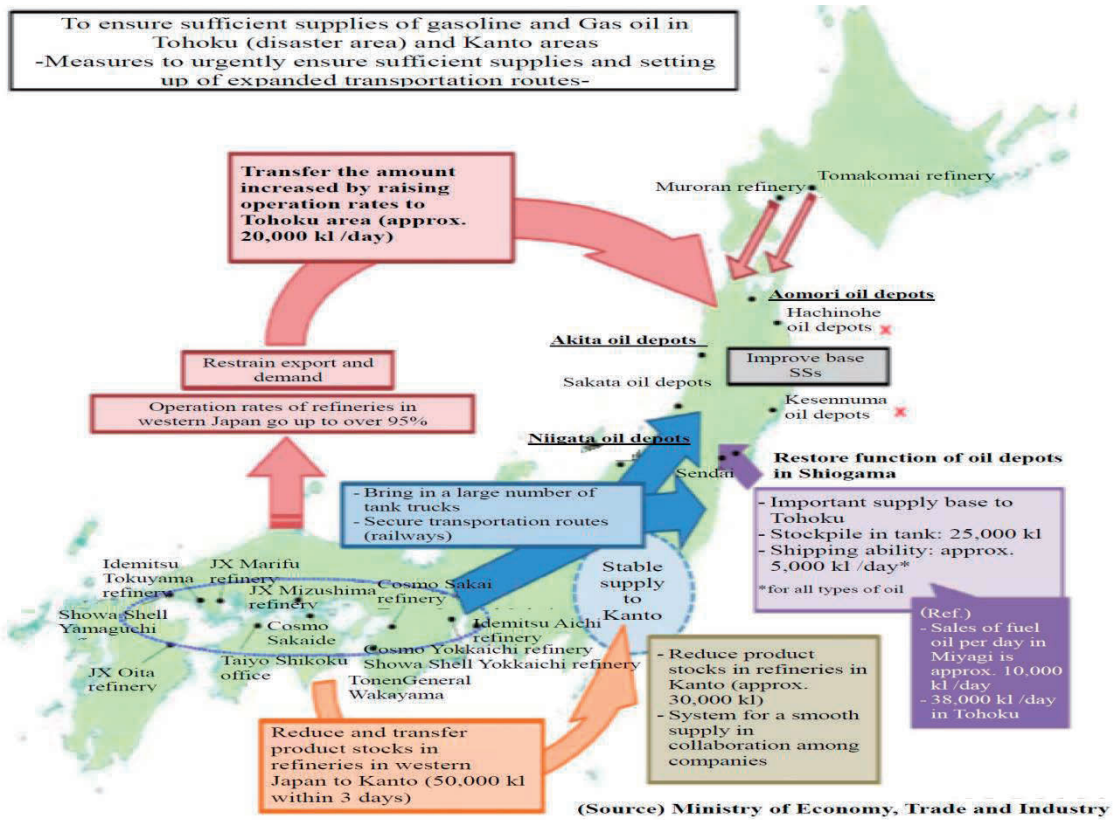 To ensure sufficient supplies of gasoline and Gas oil in
Tohoku (disaster area) and Kanto areas
-Measures to urgently ensure sufficient supplies and setting
up of expanded transportation routes-
Transfer the amount
increased by raising
operation rates to
Tohoku area (approx.
20,000 kl /day)
Muroran refinery
Tomakomai refinery
Aomori oil depots
Hachinohe
oil depots x
Akita oil depots
Improve base
SSs
Restrain export and
demand
Sakata oil depots
Kesennuma
oil depots x
Operation rates of refineries in
western Japan go up to over 95%
Niigata oil depots
Sendai
Restore function of oil depots
in Shiogama
- Bring in a large number of
tank trucks
- Secure transportation routes
(railways)
- Important supply base to
Tohoku
- Stockpile in tank: 25,000 kl
- Shipping ability: approx.
5,000 kl /day*
*for all types of oil
Stable
supply
to
Kanto
Idemitsu
Tokuyama
refinery
JX Marifu
refinery
JX Mizushima
refinery
Cosmo Sakai
refinery
Showa Shell
Yamaguchi
Cosmo
Sakaide
Idemitsu Aichi
refinery
JX Oita
refinery
Taiyo Shikoku
office
Cosmo Yokkaichi refinery
Showa Shell Yokkaichi refinery
TonenGeneral
Wakayama
(Ref.)
- Sales of fuel
oil per day in
Miyagi is
approx. 10,000
kl /day
- 38,000 kl /day
in Tohoku
- Reduce product
stocks in refineries in
Kanto (approx.
30,000 kl)
- System for a smooth
supply in
collaboration among
companies
Reduce and transfer
product stocks in
refineries in western
Japan to Kanto (50,000 kl
within 3 days)
(Source) Ministry of Economy, Trade and Industry